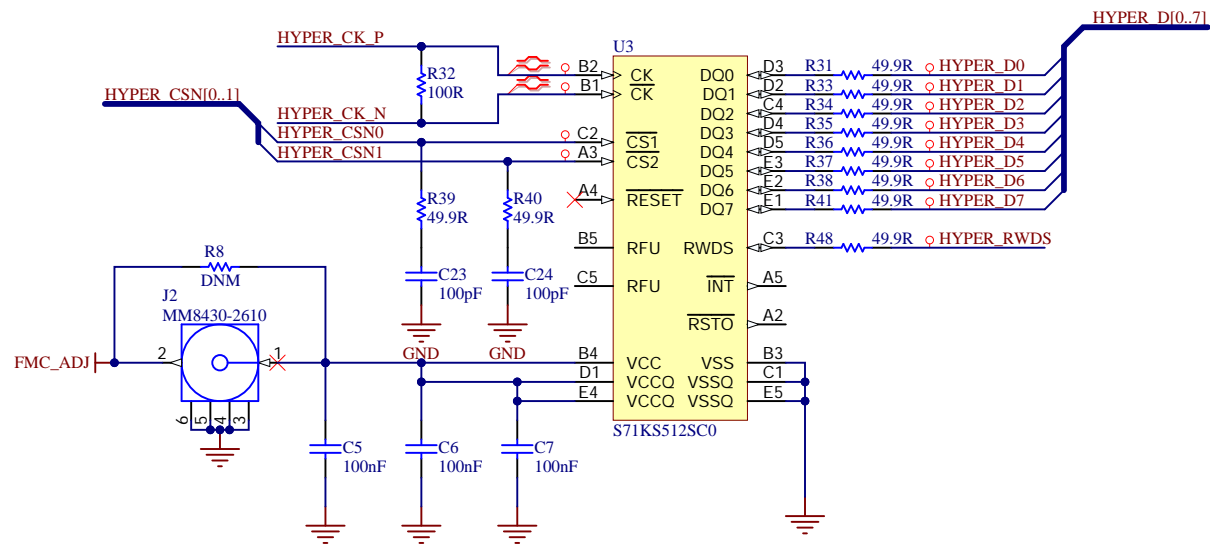 HYPER_D[0..7]
HYPER_CK_P
U3
R32
100R
B2
B1
CK
CK
DQ0
DQ1
DQ2
DQ3
DQ4
DQ5
DQ6
DQ7
D3 R31 49.9R HYPER_D0
D2 R33 49.9R HYPER_D1
C4 R34 49.9R HYPER_D2
D4 R35 49.9R HYPER_D3
D5 R36 49.9R HYPER_D4
E3 R37 49.9R HYPER_D5
E2 R38 49.9R HYPER_D6
E1 R41 49.9R HYPER_D7
HYPER_CSN[0..1]
HYPER_CK_N
HYPER_CSN0
HYPER_CSN1
C2 CS1
A3 CS2
A4 RESET
R39
49.9R
R40
49.9R
B5 RFU
RWDS C3 R48 49.9R HYPER_RWDS
C5 RFU
INT A5
RSTO A2
C23
100pF
C24
100pF
GND
GND
R8
DNM
J2
MM8430-2610
FMC_ADJ
2
1
6
5
4
3
B4 VCC
D1 VCCQ
E4 VCCQ
VSS B3
VSSQ C1
VSSQ E5
S71KS512SC0
C5
100nF
C6
100nF
C7
100nF